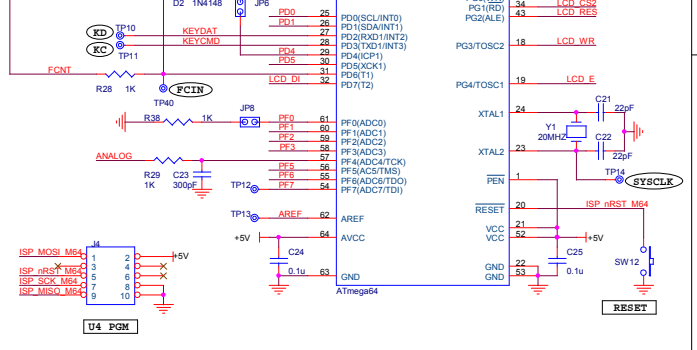 D2 1N4148 JP6
PD0 25 PD0(SCL/INT0)
PD1 26 PD1(SDA/INT1)
KD TP10 KEYDAT 27 PD2(RXD1/INT2)
KC TP11 KEYCMD 28 PD3(TXD1/INT3)
PD4 29 PD4(ICP1)
PD5 30 PD5(XCK1)
FCNT R28 1K 31 PD6(T1)
LCD_DI 32 PD7(T2)
TP40 FCIN
PG1(RD) 34 LCD_CS2
PG2(ALE) 43 LCD_RES
PG3/TOSC2 18 LCD_WR
PG4/TOSC1 19 LCD_E
R38 1K JP8 PF0 61 PF0(ADC0)
PF1 60 PF1(ADC1)
PF2 59 PF2(ADC2)
PF3 58 PF3(ADC3)
ANALOG R29 1K C23 300pF 57 PF4(ADC4/TCK)
PF5 56 PF5(AC5/TMS)
PF6 55 PF6(ADC6/TDO)
TP12 PF7 54 PF7(ADC7/TDI)
TP13 AREF 62 AREF
+5V 64 AVCC
C24 0.1u 63 GND
ATmega64
XTAL1 24 C21 22pF
Y1 20MHZ
XTAL2 23 C22 22pF
TP14 SYSCLK
PEN 1
RESET 20 ISP_nRST_M64
VCC 21
VCC 52 +5V
C25 0.1u
GND 22
GND 53
SW12
RESET
J4
ISP_MOSI_M64 1 2 +5V
3 4
ISP_nRST_M64 5 6
ISP_SCK_M64 7 8
ISP_MISO_M64 9 10
U4 PGM